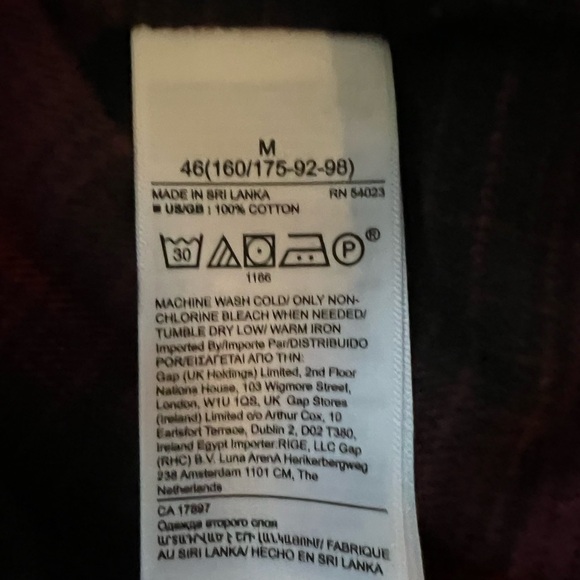 M
46(160/175-92-98)
MADE IN SRI LANKA RN 54023
US/GB : 100% COTTON
30 P ®
1166
MACHINE WASH COLD/ ONLY NON-
CHLORINE BLEACH WHEN NEEDED/
TUMBLE DRY LOW/ WARM IRON
Imported By/Importe Par/DISTRIBUIDO
POR/ΕΙΣΑΓΕΤΑΙ ΑΠΟ ΤΗΝ:
Gap (UK Holdings) Limited, 2nd Floor
Nations House, 103 Wigmore Street,
London, W1U 1QS, UK Gap Stores
(Ireland) Limited c/o Arthur Cox, 10
Earlsfort Terrace, Dublin 2, D02 T380,
Ireland Egypt Importer RIGE, LLC Gap
(RHC) B.V. Luna ArenA Herikerbergweg
238 Amsterdam 1101 CM, The
Netherlands
CA 17897
Одежда второго слоя
ԱՐՏԱԴՐՎԱԾ Է ՇՐԻ ԼԱՆԿԱՅՈՒՄ/ FABRIQUE
AU SIRI LANKA/ HECHO EN SRI LANKA